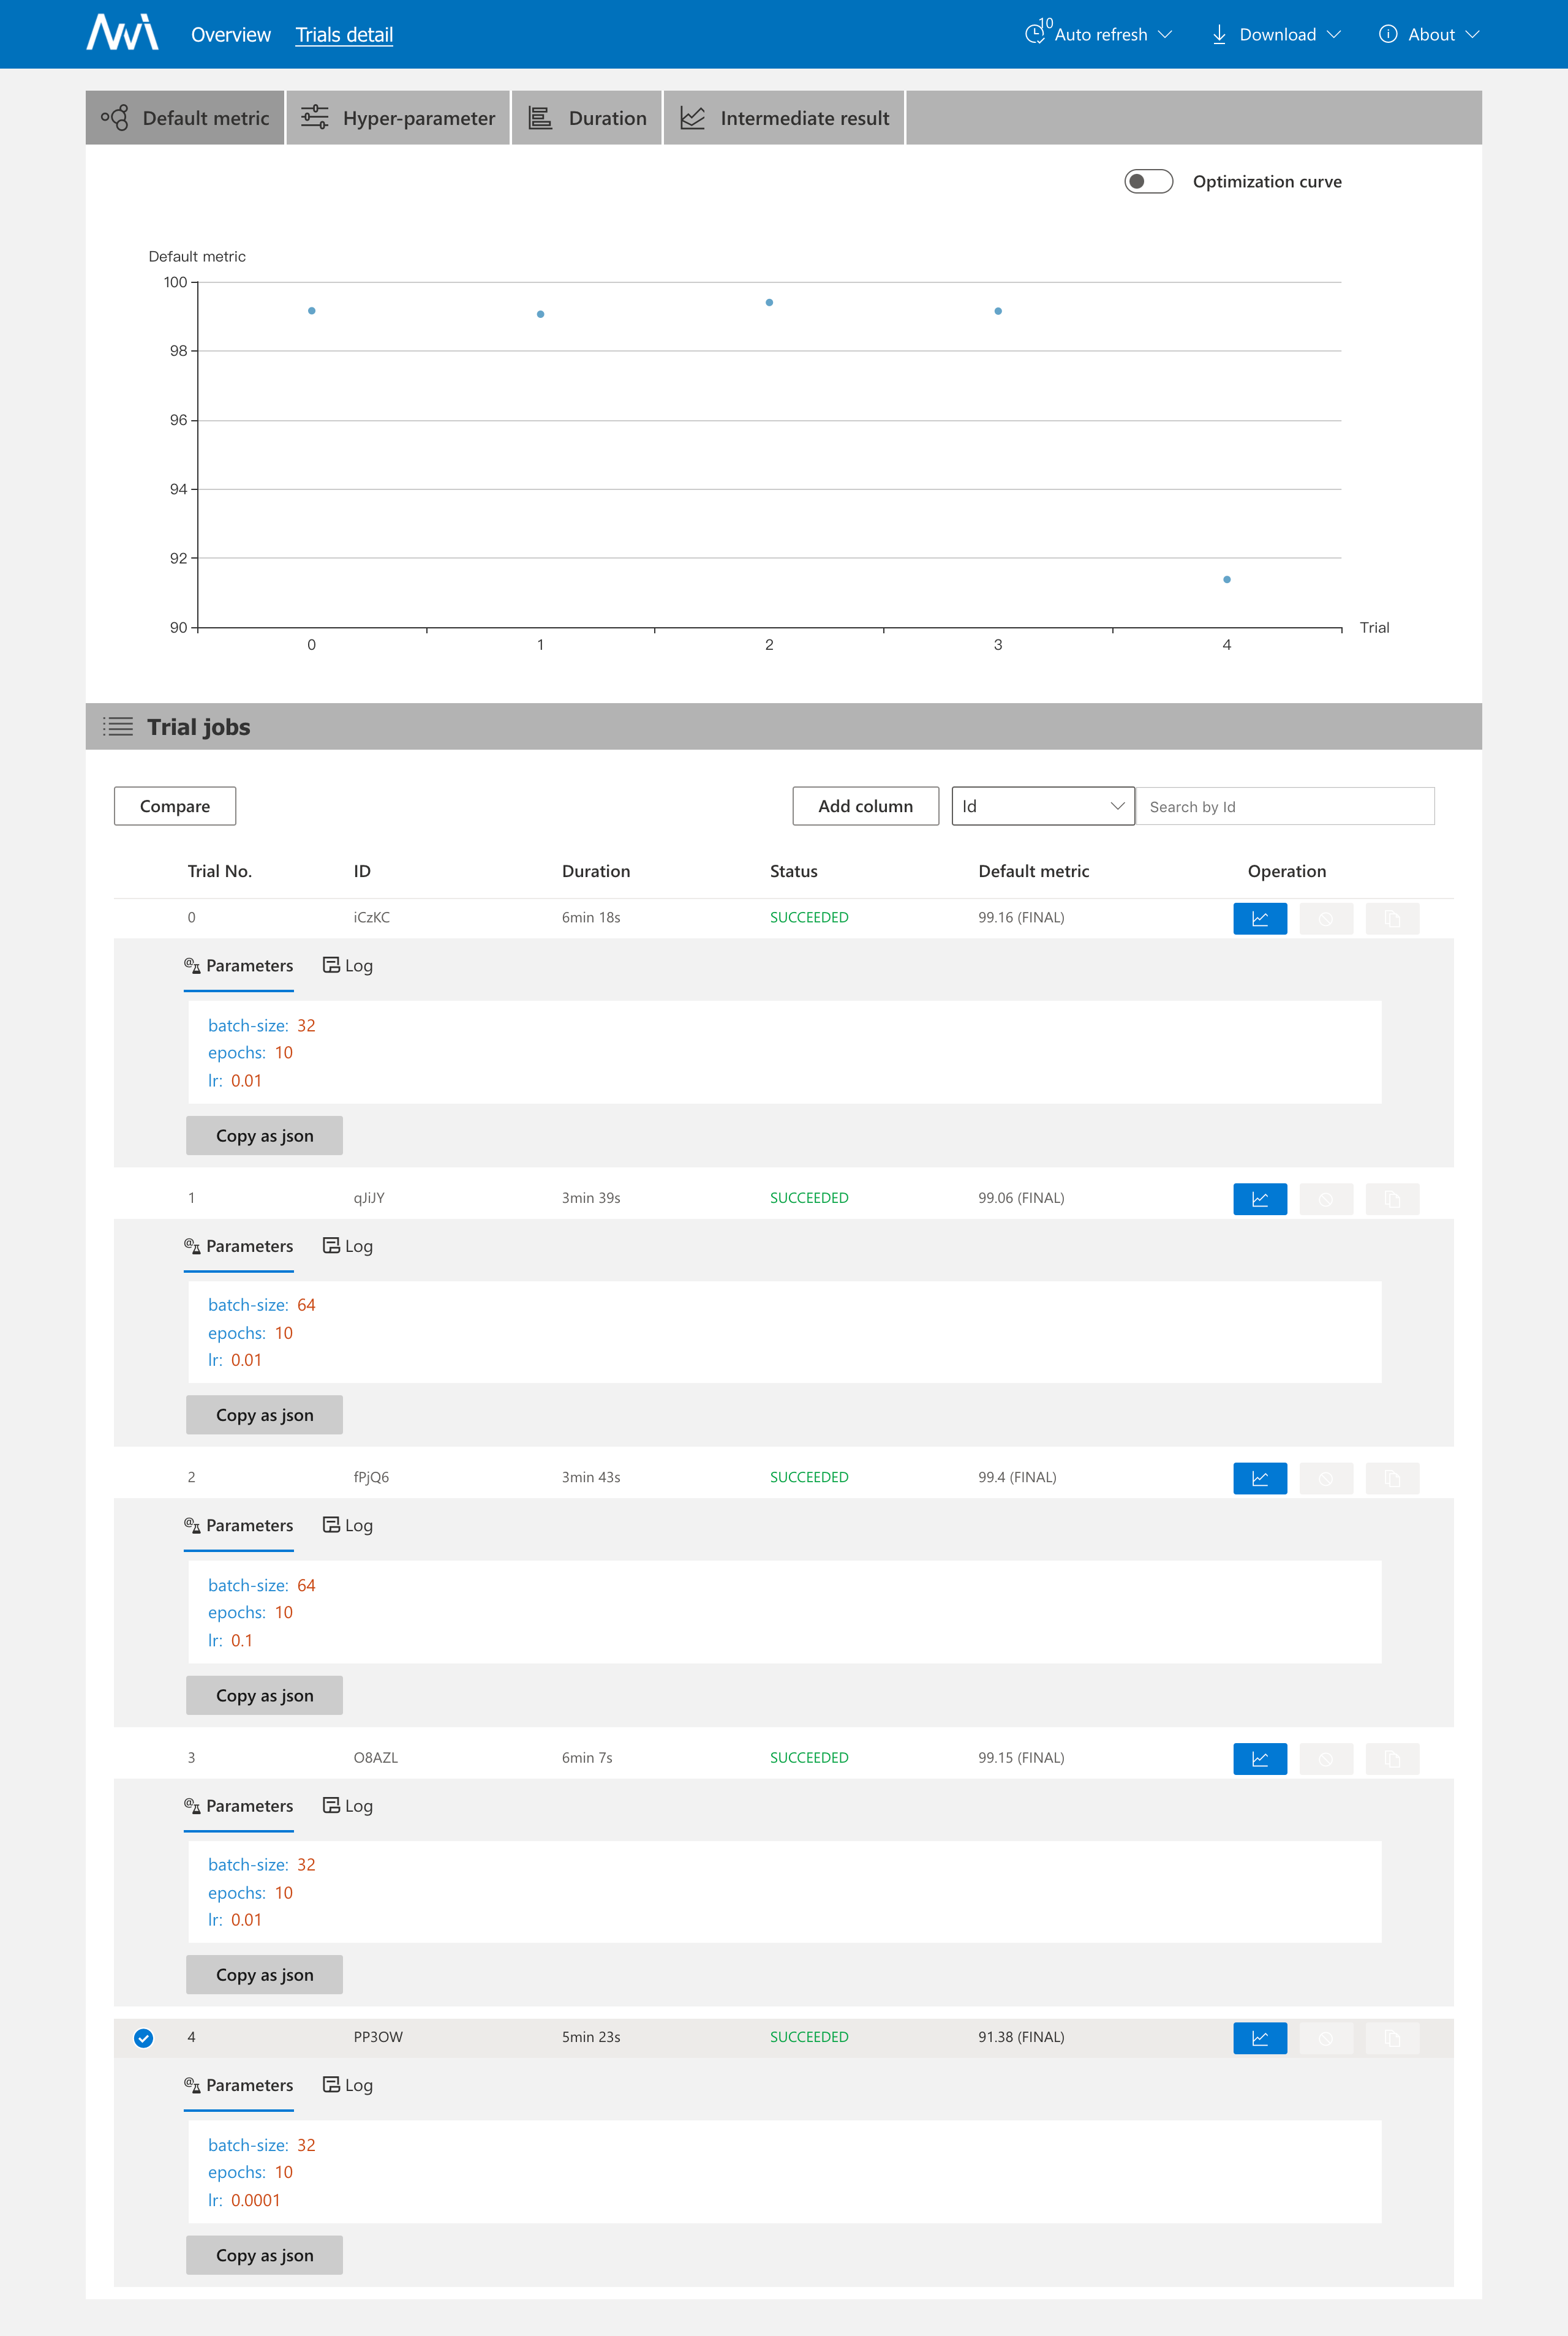 Overview Trials detail 10 Auto refresh Download About
Default metric Hyper-parameter Duration Intermediate result
Optimization curve
Default metric
100
98
96
94
92
90
Trial
0 1 2 3 4
Trial jobs
Compare Add column Id Search by Id
Trial No. ID Duration Status Default metric Operation
0 iCzKC 6min 18s SUCCEEDED 99.16 (FINAL)
Parameters Log
batch-size: 32
epochs: 10
lr: 0.01
Copy as json
1 qJiJY 3min 39s SUCCEEDED 99.06 (FINAL)
Parameters Log
batch-size: 64
epochs: 10
lr: 0.01
Copy as json
2 fPjQ6 3min 43s SUCCEEDED 99.4 (FINAL)
Parameters Log
batch-size: 64
epochs: 10
lr: 0.1
Copy as json
3 O8AZL 6min 7s SUCCEEDED 99.15 (FINAL)
Parameters Log
batch-size: 32
epochs: 10
lr: 0.01
Copy as json
4 PP3OW 5min 23s SUCCEEDED 91.38 (FINAL)
Parameters Log
batch-size: 32
epochs: 10
lr: 0.0001
Copy as json